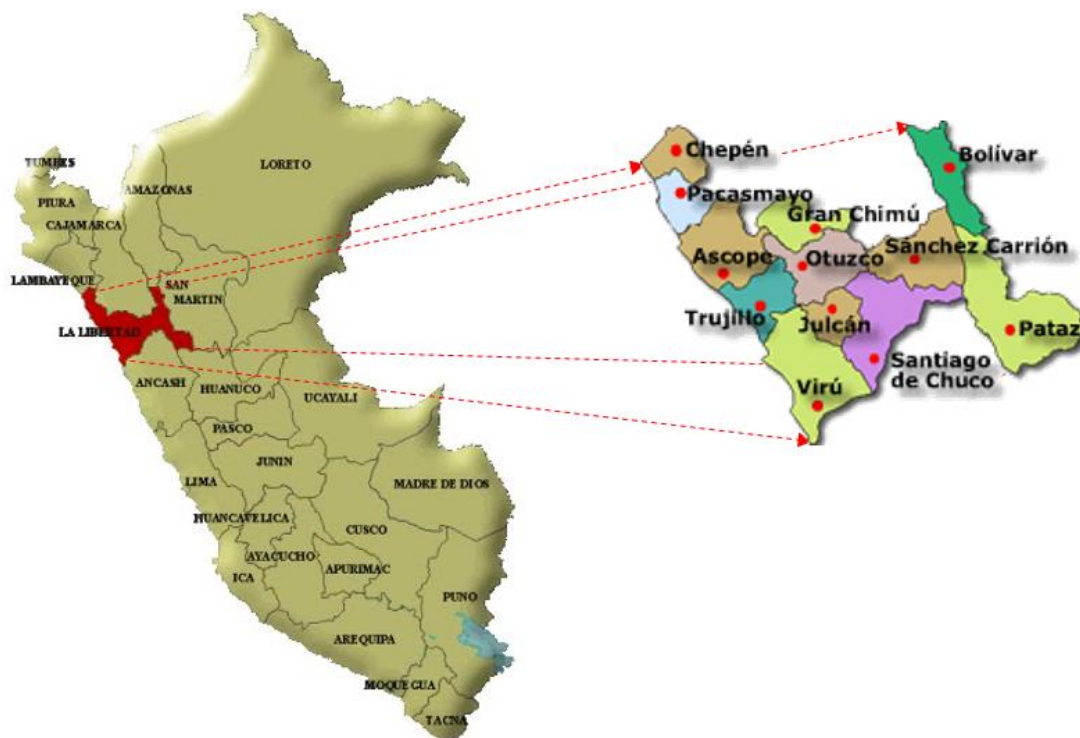 TUMBES
PIURA
CAJAMARCA
LAMBAYEQUE
AMAZONAS
LORETO
SAN
MARTIN
LA LIBERTAD
ANCASH
HUANUCO
UCAYALI
PASCO
JUNIN
LIMA
MADRE DE DIOS
HUANCAVELICA
CUSCO
AYACUCHO
APURIMAC
ICA
PUNO
AREQUIPA
MOQUEGUA
TACNA
Chepén
Bolívar
Pacasmayo
Gran Chimú
Sánchez Carrión
Ascope
Otuzco
Trujillo
Julcán
Pataz
Santiago
de Chuco
Virú